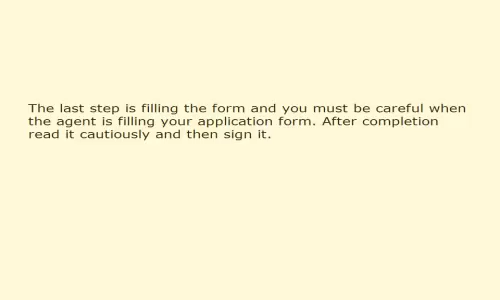 The last step is filling the form and you must be careful when
the agent is filling your application form. After completion
read it cautiously and then sign it.